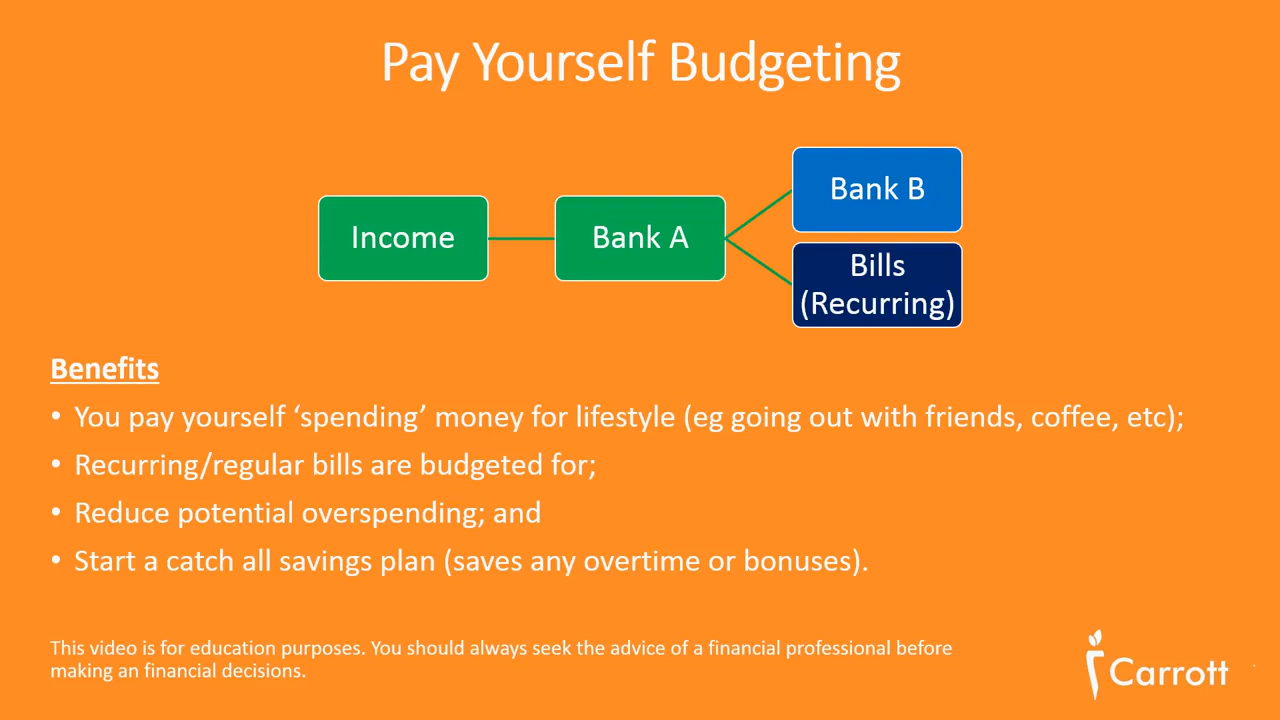 Pay Yourself Budgeting
Income
Bank A
Bank B
Bills
(Recurring)
Benefits
• You pay yourself ‘spending’ money for lifestyle (eg going out with friends, coffee, etc);
• Recurring/regular bills are budgeted for;
• Reduce potential overspending; and
• Start a catch all savings plan (saves any overtime or bonuses).
This video is for education purposes. You should always seek the advice of a financial professional before
making an financial decisions.
Carrott